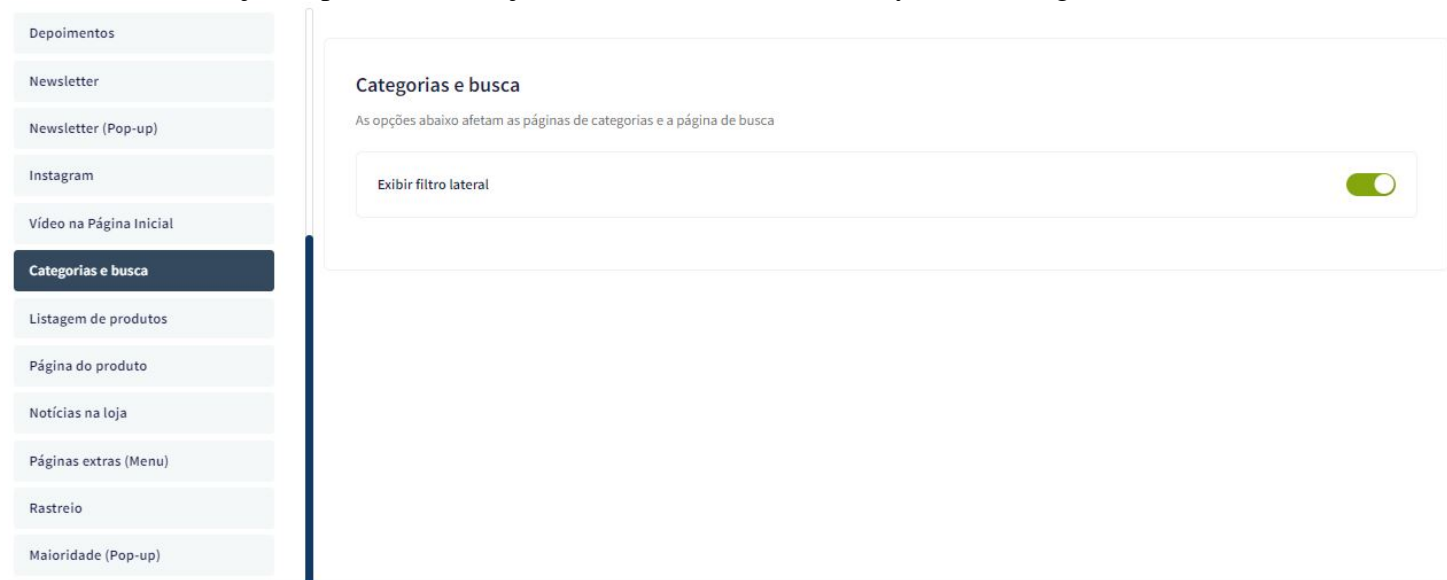 Depoimentos
Newsletter
Newsletter (Pop-up)
Instagram
Vídeo na Página Inicial
Categorias e busca
Listagem de produtos
Página do produto
Notícias na loja
Páginas extras (Menu)
Rastreio
Maioridade (Pop-up)
Categorias e busca
As opções abaixo afetam as páginas de categorias e a página de busca
Exibir filtro lateral